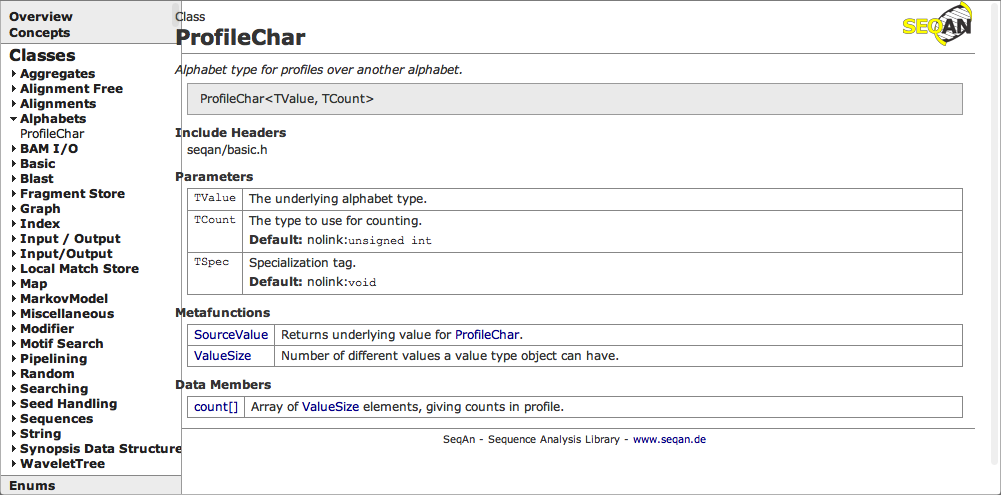 Overview
Concepts
Classes
Aggregates
Alignment Free
Alignments
Alphabets
ProfileChar
BAM I/O
Basic
Blast
Fragment Store
Graph
Index
Input / Output
Input/Output
Local Match Store
Map
MarkovModel
Miscellaneous
Modifier
Motif Search
Pipelining
Random
Searching
Seed Handling
Sequences
String
Synopsis Data Structure
WaveletTree
Enums
Class
ProfileChar
SEQAN
Alphabet type for profiles over another alphabet.
ProfileChar<TValue, TCount>
Include Headers
seqan/basic.h
Parameters
TValue The underlying alphabet type.
TCount The type to use for counting.
Default: nolink:unsigned int
TSpec Specialization tag.
Default: nolink:void
Metafunctions
SourceValue Returns underlying value for ProfileChar.
ValueSize Number of different values a value type object can have.
Data Members
count[] Array of ValueSize elements, giving counts in profile.
SeqAn - Sequence Analysis Library - www.seqan.de